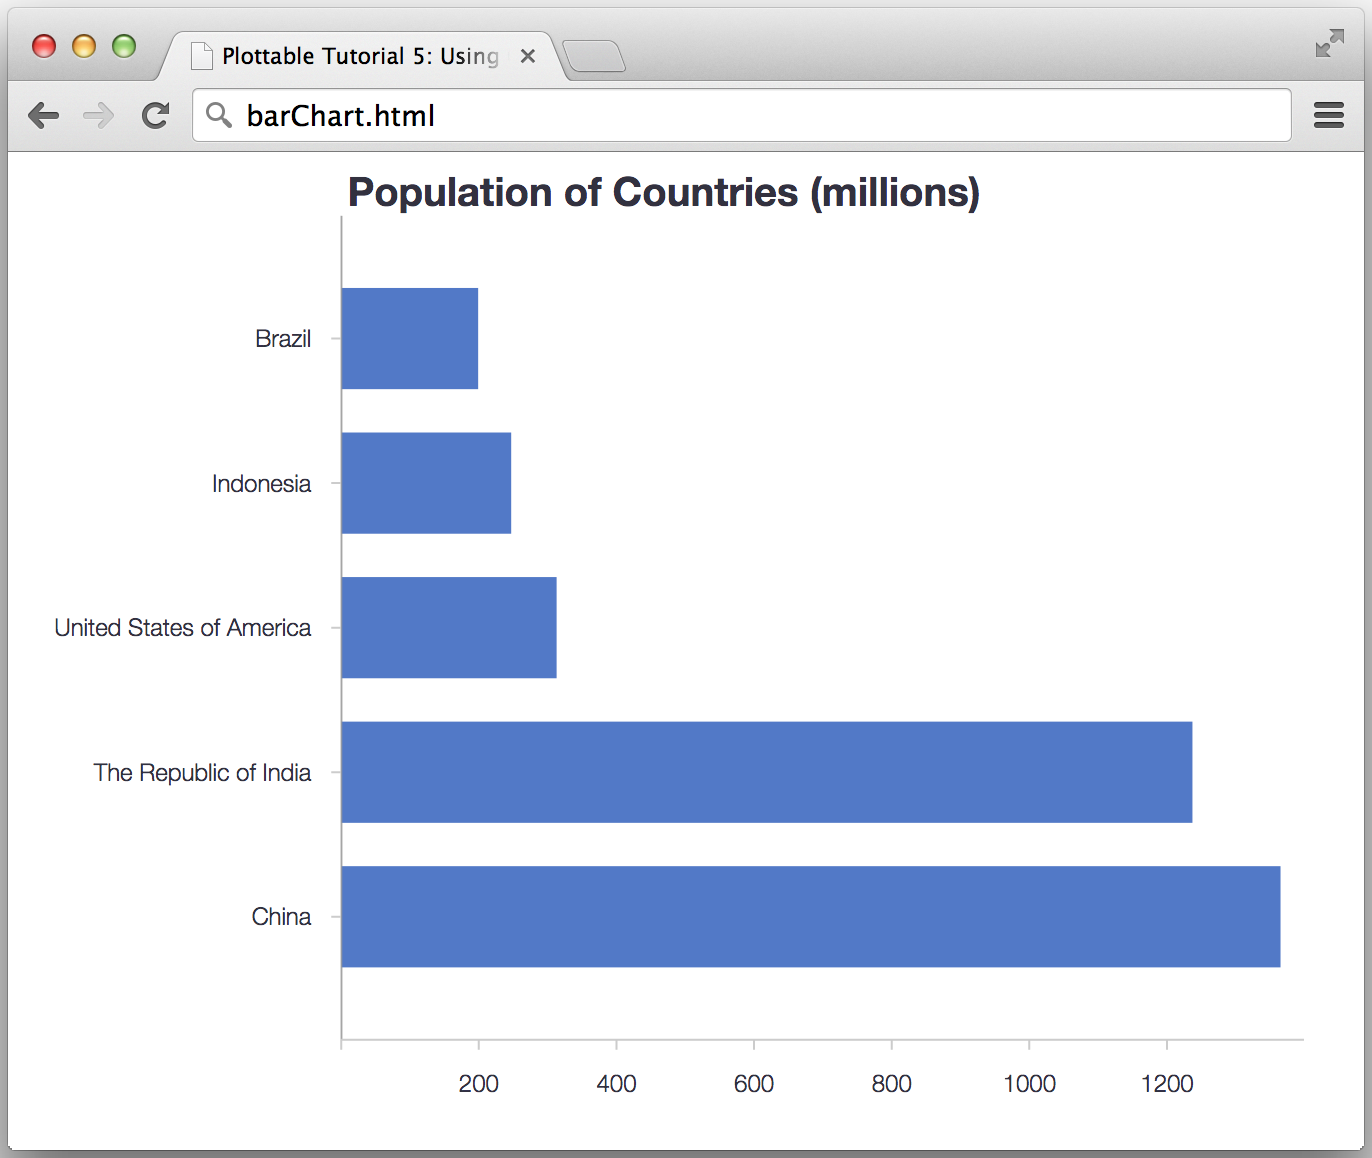 Plottable Tutorial 5: Using
barChart.html
Population of Countries (millions)
Brazil
Indonesia
United States of America
The Republic of India
China
200 400 600 800 1000 1200